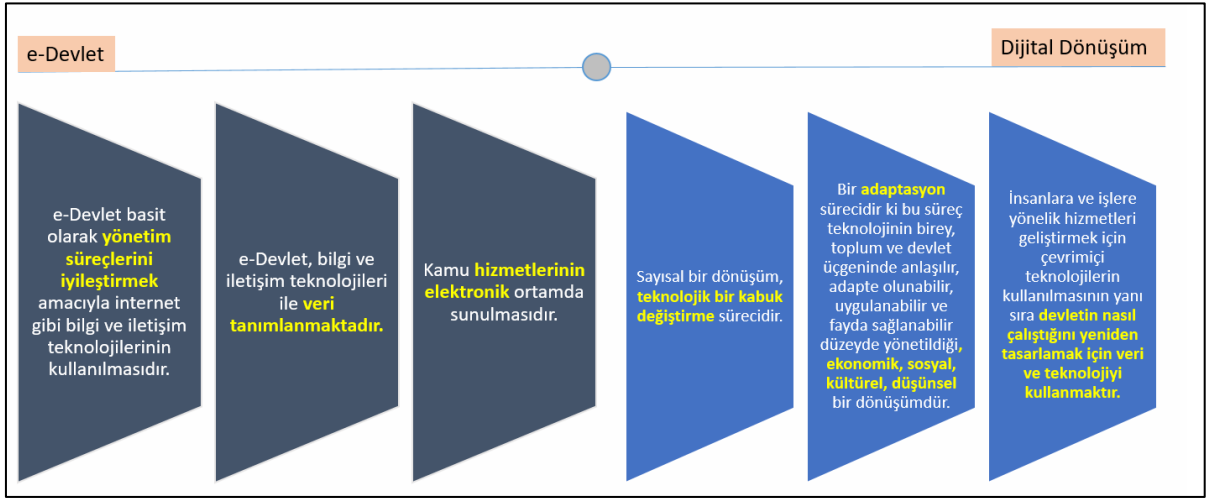 e-Devlet
Dijital Dönüşüm
e-Devlet basit
olarak yönetim
süreçlerini
iyileştirmek
amacıyla internet
gibi bilgi ve iletişim
teknolojilerinin
kullanılmasıdır.
e-Devlet, bilgi ve
iletişim teknolojileri
ile veri
tanımlanmaktadır.
Kamu hizmetlerinin
elektronik ortamda
sunulmasıdır.
Sayısal bir dönüşüm,
teknolojik bir kabuk
değiştirme sürecidir.
Bir adaptasyon
sürecidir ki bu süreç
teknolojinin birey,
toplum ve devlet
üçgeninde anlaşılır,
adapte olunabilir,
uygulanabilir ve
fayda sağlanabilir
düzeyde yönetildiği,
ekonomik, sosyal,
kültürel, düşünsel
bir dönüşümdür.
İnsanlara ve işlere
yönelik hizmetleri
geliştirmek için
çevrimiçi
teknolojilerin
kullanılmasının yanı
sıra devletin nasıl
çalıştığını yeniden
tasarlamak için veri
ve teknolojiyi
kullanmaktır.